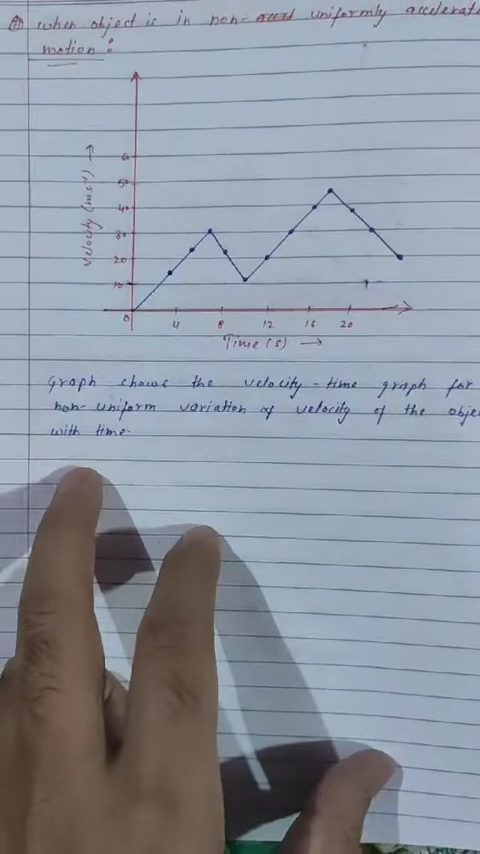 when object is in non- uniformly accelerate
motion :
Velocity (ms⁻¹) →
60
50
40
30
20
10
0
4 8 12 16 20
Time (s) →
Graph shows the velocity - time graph for
non- uniform variation of velocity of the obje
with time.